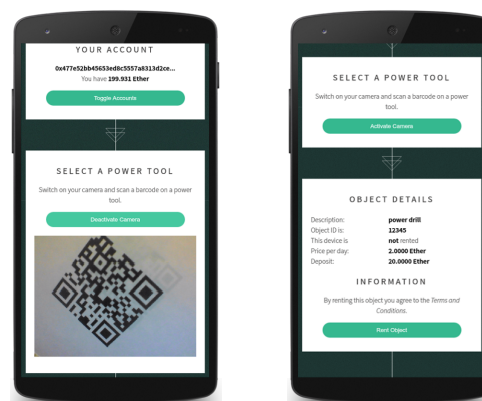 YOUR ACCOUNT
0x477e52bb45653ed8c5557a8313d2ce...
You have 199.931 Ether
Toggle Accounts
SELECT A POWER TOOL
Switch on your camera and scan a barcode on a power
tool.
Deactivate Camera
SELECT A POWER TOOL
Switch on your camera and scan a barcode on a power
tool.
Activate Camera
OBJECT DETAILS
Description: power drill
Object ID is: 12345
This device is not rented
Price per day: 2.0000 Ether
Deposit: 20.0000 Ether
INFORMATION
By renting this object you agree to the Terms and
Conditions.
Rent Object